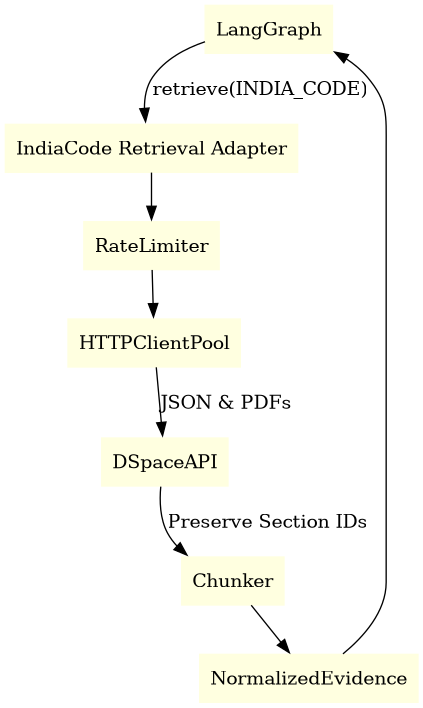 LangGraph
retrieve(INDIA_CODE)
IndiaCode Retrieval Adapter
RateLimiter
HTTPClientPool
JSON & PDFs
DSpaceAPI
Preserve Section IDs
Chunker
NormalizedEvidence